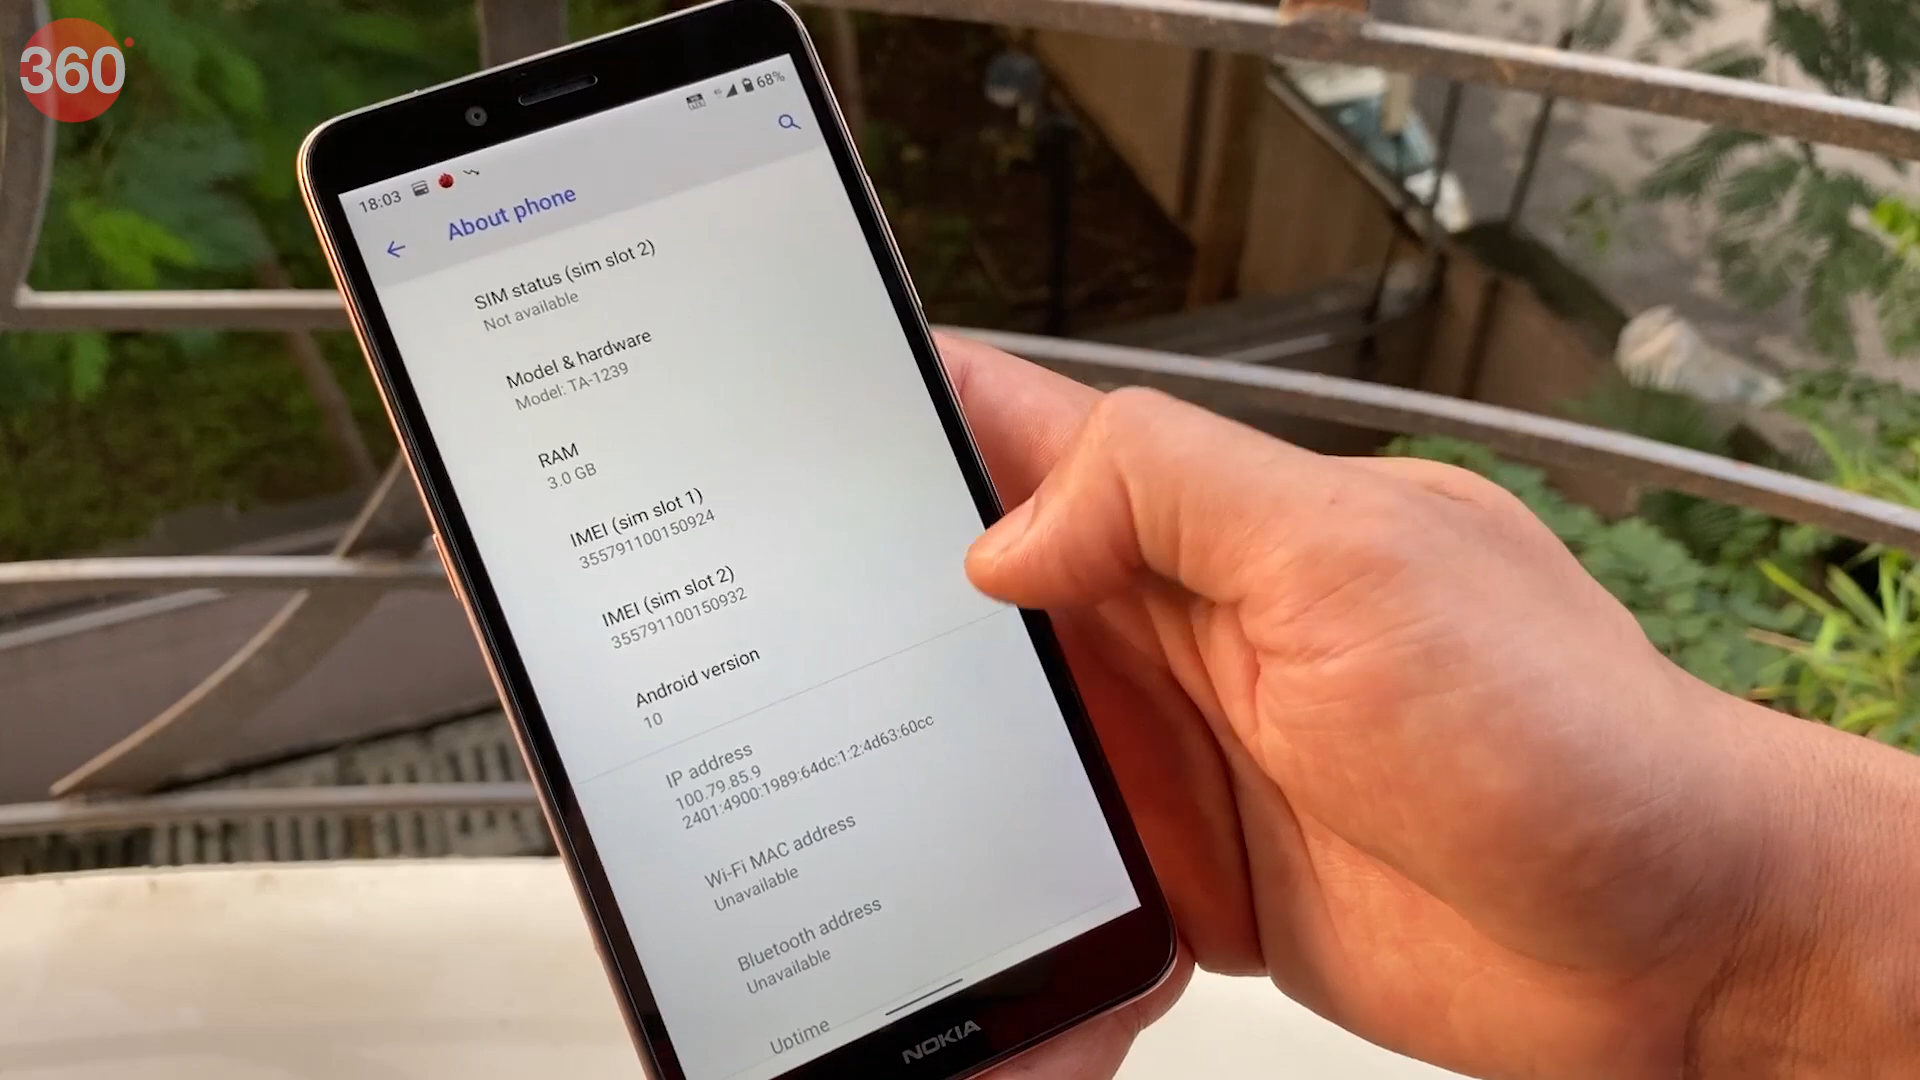 360
18:03
68%
About phone
SIM status (sim slot 2)
Not available
Model & hardware
Model: TA-1239
RAM
3.0 GB
IMEI (sim slot 1)
355791100150924
IMEI (sim slot 2)
355791100150932
Android version
10
IP address
100.79.85.9
2401:4900:1989:64dc:1:2:4d63:60cc
Wi-Fi MAC address
Unavailable
Bluetooth address
Unavailable
Uptime
NOKIA